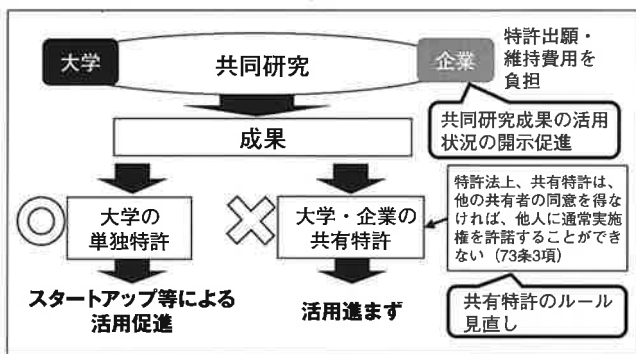 大学
共同研究
企業
特許出願・
維持費用を
負担
共同研究成果の活用
状況の開示促進
成果
大学の
単独特許
大学・企業の
共有特許
特許法上、共有特許は、
他の共有者の同意を得な
ければ、他人に通常実施
権を許諾することができ
ない（73条3項）
スタートアップ等による
活用促進
活用進まず
共有特許のルール
見直し